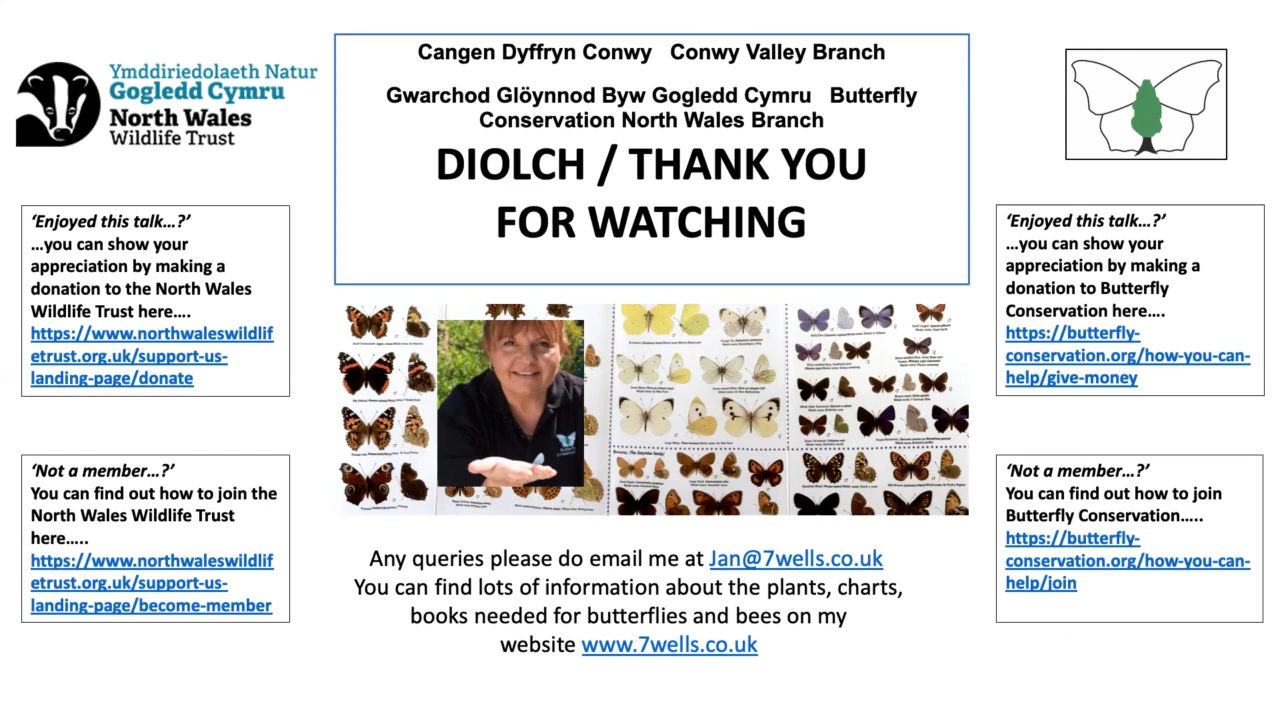 Ymddiriedolaeth Natur
Gogledd Cymru
North Wales
Wildlife Trust
Cangen Dyffryn Conwy Conwy Valley Branch
Gwarchod Glöynnod Byw Gogledd Cymru Butterfly
Conservation North Wales Branch
DIOLCH / THANK YOU
FOR WATCHING
‘Enjoyed this talk…?’
…you can show your
appreciation by making a
donation to the North Wales
Wildlife Trust here….
https://www.northwaleswildlif
etrust.org.uk/support-us-
landing-page/donate
‘Not a member…?’
You can find out how to join the
North Wales Wildlife Trust
here…..
https://www.northwaleswildlif
etrust.org.uk/support-us-
landing-page/become-member
Any queries please do email me at Jan@7wells.co.uk
You can find lots of information about the plants, charts,
books needed for butterflies and bees on my
website www.7wells.co.uk
‘Enjoyed this talk…?’
…you can show your
appreciation by making a
donation to Butterfly
Conservation here….
https://butterfly-
conservation.org/how-you-can-
help/give-money
‘Not a member…?’
You can find out how to join
Butterfly Conservation…..
https://butterfly-
conservation.org/how-you-can-
help/join